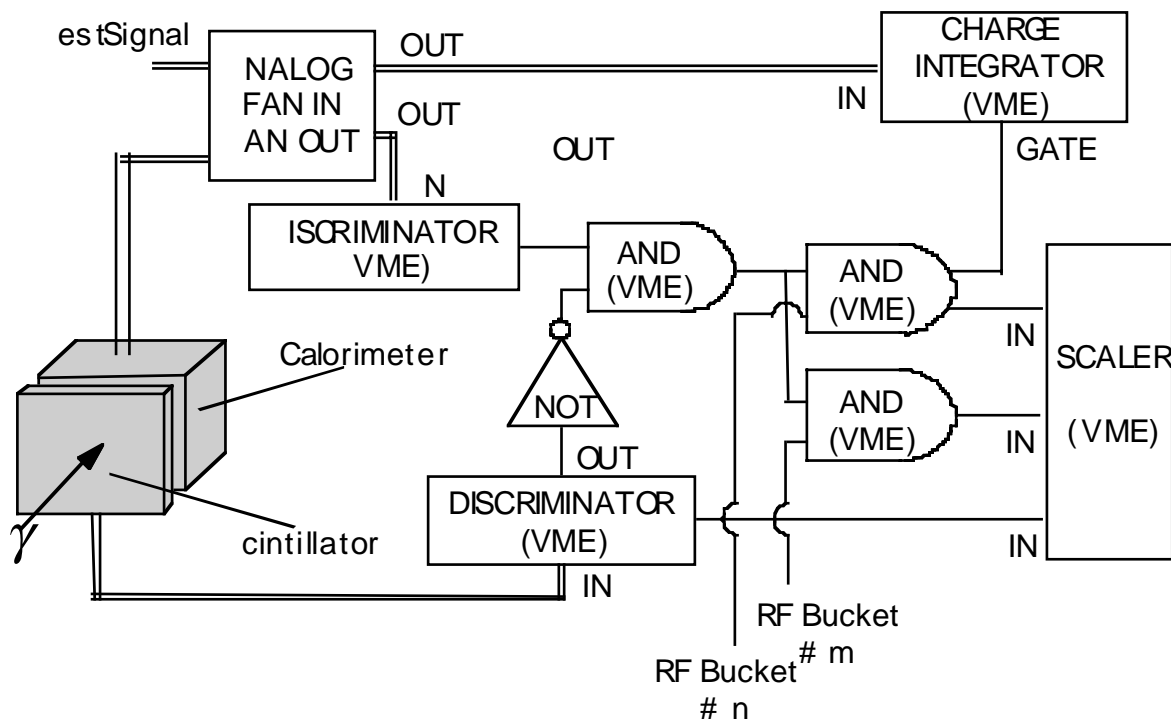 estSignal
NALOG
FAN IN
AN OUT
OUT
OUT
CHARGE
INTEGRATOR
(VME)
IN
GATE
OUT
N
ISCRIMINATOR
VME)
AND
(VME)
AND
(VME)
IN
SCALER
(VME)
Calorimeter
NOT
AND
(VME)
IN
OUT
DISCRIMINATOR
(VME)
IN
γ
cintillator
IN
RF Bucket
# m
RF Bucket
# n